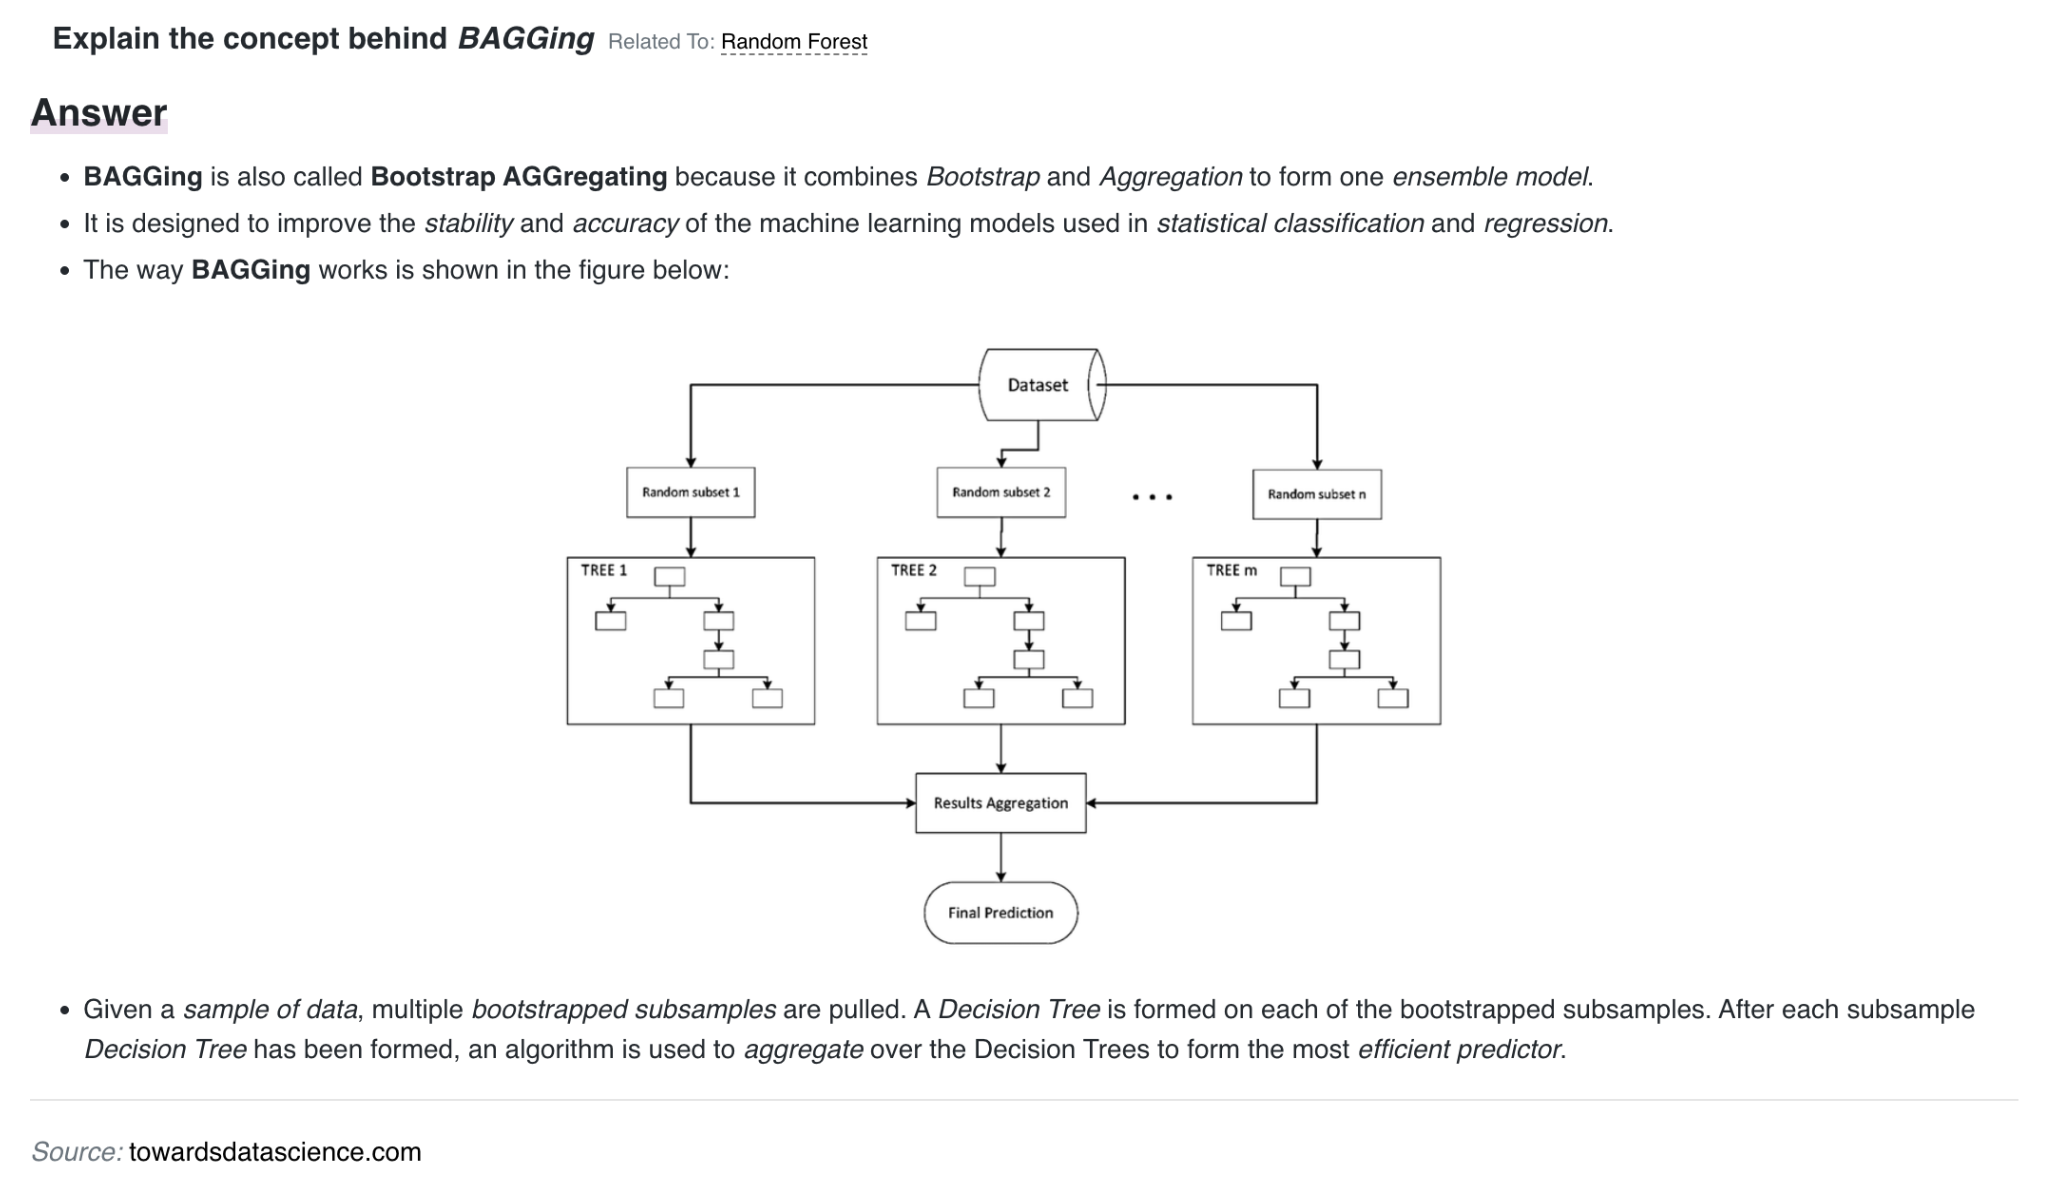 Explain the concept behind BAGGing Related To: Random Forest
Answer
• BAGGing is also called Bootstrap AGGregating because it combines Bootstrap and Aggregation to form one ensemble model.
• It is designed to improve the stability and accuracy of the machine learning models used in statistical classification and regression.
• The way BAGGing works is shown in the figure below:
Dataset
Random subset 1
Random subset 2
• • •
Random subset n
TREE 1
TREE 2
TREE m
Results Aggregation
Final Prediction
• Given a sample of data, multiple bootstrapped subsamples are pulled. A Decision Tree is formed on each of the bootstrapped subsamples. After each subsample
Decision Tree has been formed, an algorithm is used to aggregate over the Decision Trees to form the most efficient predictor.
Source: towardsdatascience.com